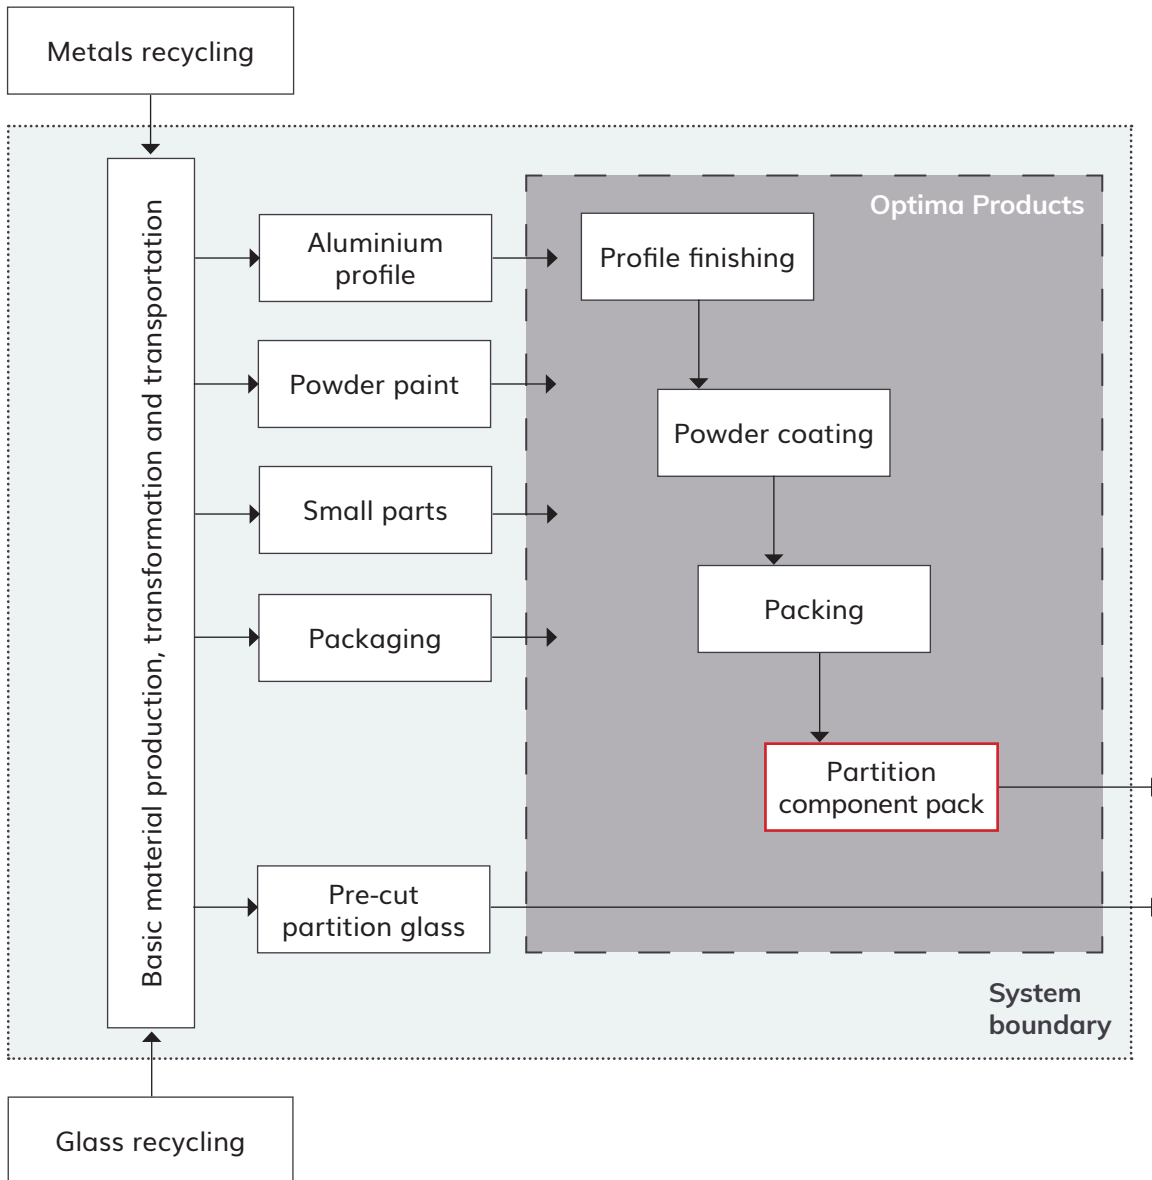 Metals recycling
Basic material production, transformation and transportation
Optima Products
Aluminium
profile
Profile finishing
Powder paint
Powder coating
Small parts
Packing
Packaging
Partition
component pack
Pre-cut
partition glass
System
boundary
Glass recycling